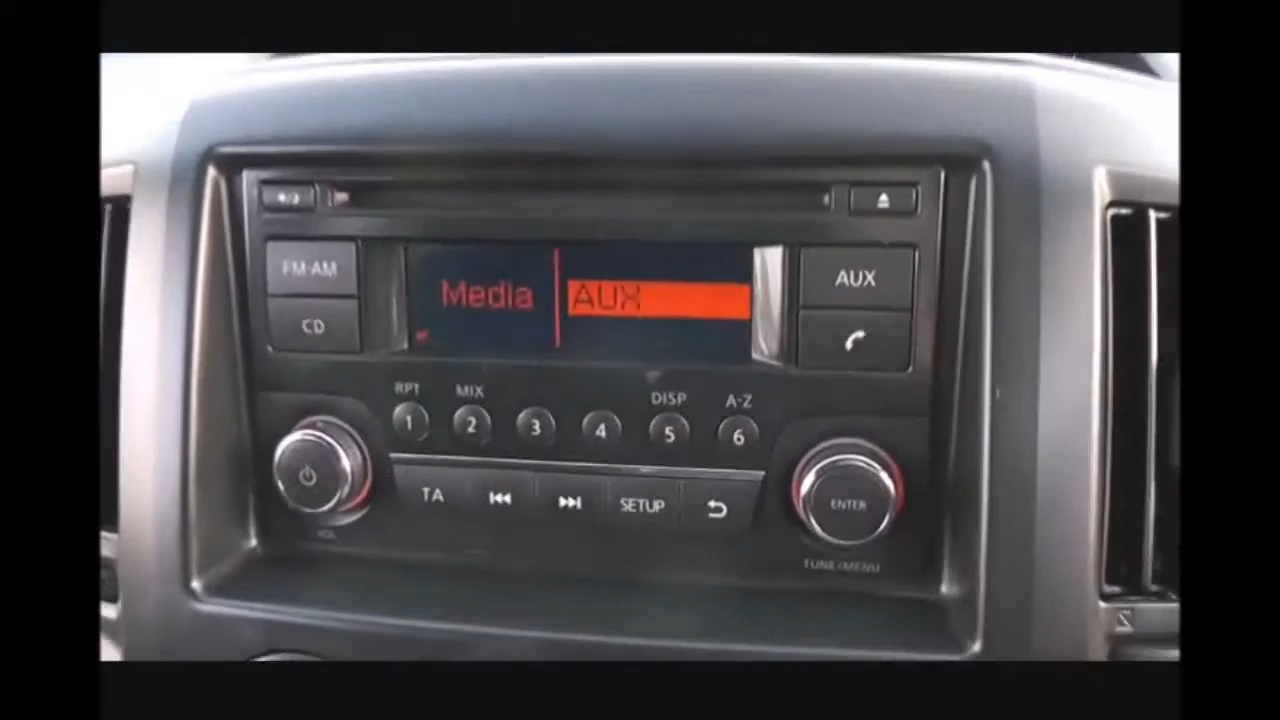 FM·AM
CD
Media
AUX
AUX
RPT
MIX
DISP
A-Z
1
2
3
4
5
6
TA
SETUP
ENTER
VOL
TUNE/MENU